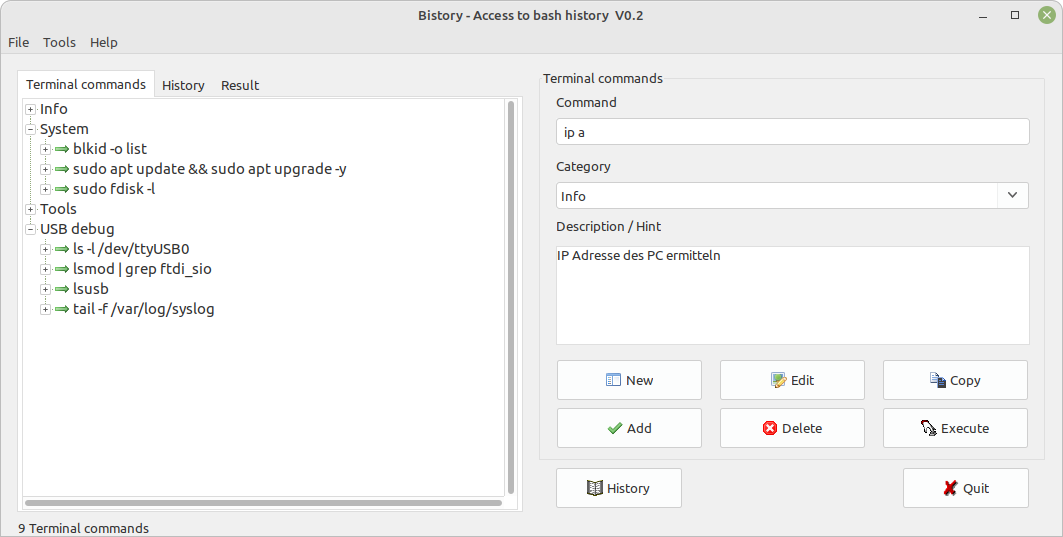 Bistory - Access to bash history V0.2
File Tools Help
Terminal commands History Result
Info
System
blkid -o list
sudo apt update && sudo apt upgrade -y
sudo fdisk -l
Tools
USB debug
ls -l /dev/ttyUSB0
lsmod | grep ftdi_sio
lsusb
tail -f /var/log/syslog
Terminal commands
Command
ip a
Category
Info
Description / Hint
IP Adresse des PC ermitteln
New Edit Copy
Add Delete Execute
History Quit
9 Terminal commands